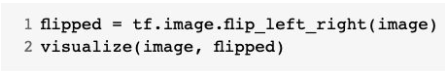 1 flipped = tf.image.flip_left_right(image)
2 visualize(image, flipped)